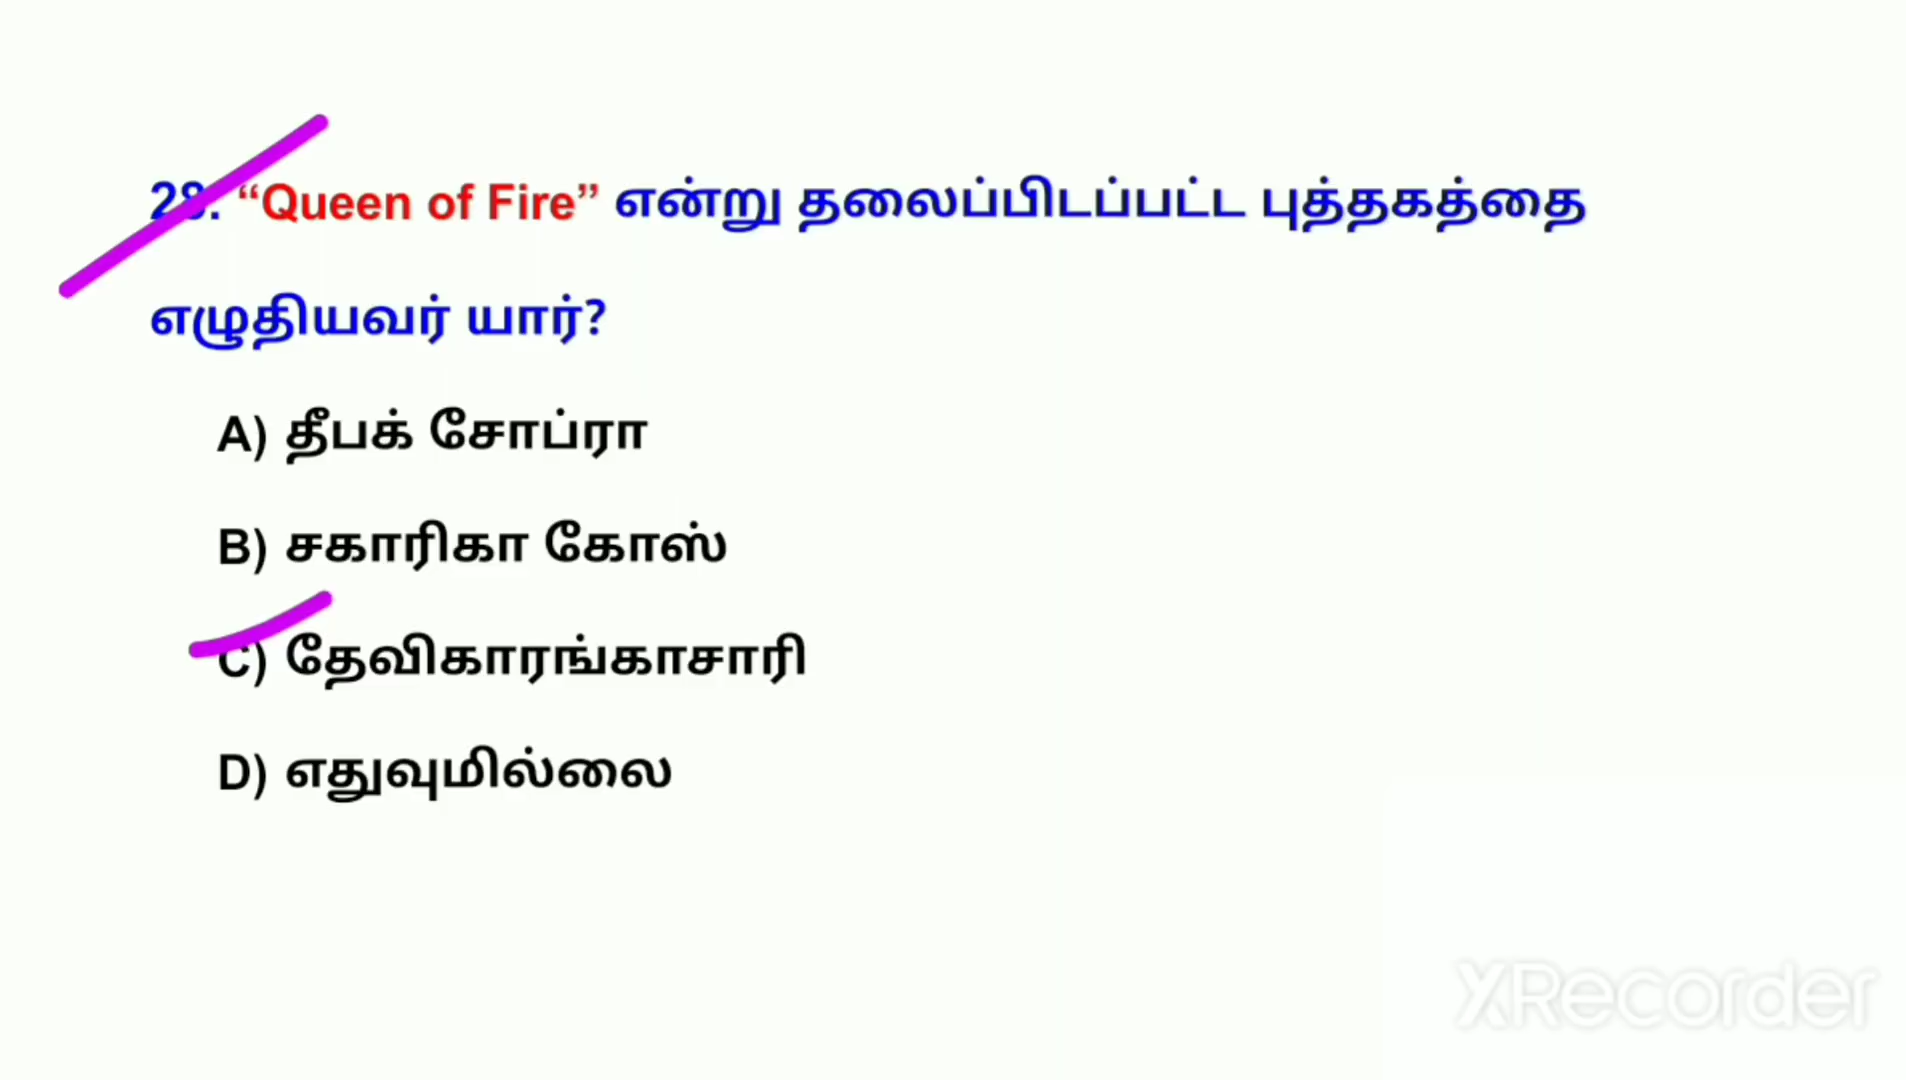 28. “Queen of Fire” என்று தலைப்பிடப்பட்ட புத்தகத்தை
எழுதியவர் யார்?
A) தீபக் சோப்ரா
B) சகாரிகா கோஸ்
C) தேவிகாரங்காசாரி
D) எதுவுமில்லை
XRecorder